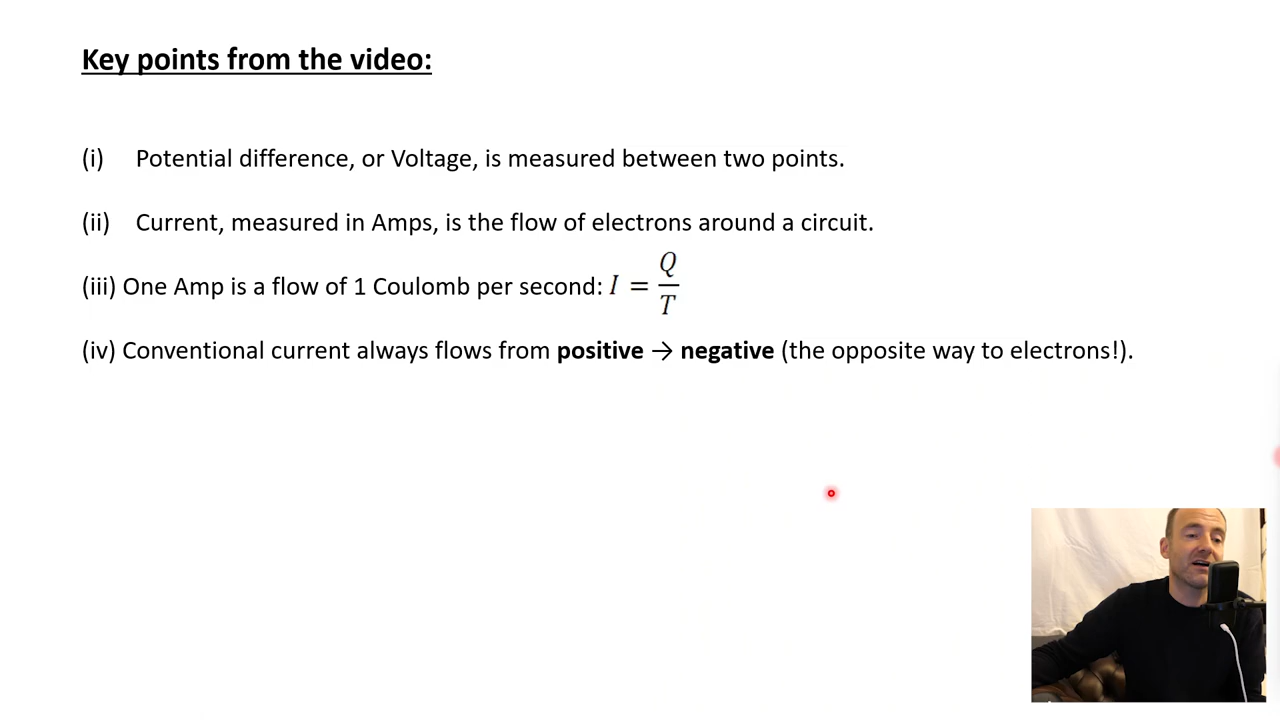 Key points from the video:
(i) Potential difference, or Voltage, is measured between two points.
(ii) Current, measured in Amps, is the flow of electrons around a circuit.
(iii) One Amp is a flow of 1 Coulomb per second: I = Q/T
(iv) Conventional current always flows from positive → negative (the opposite way to electrons!).